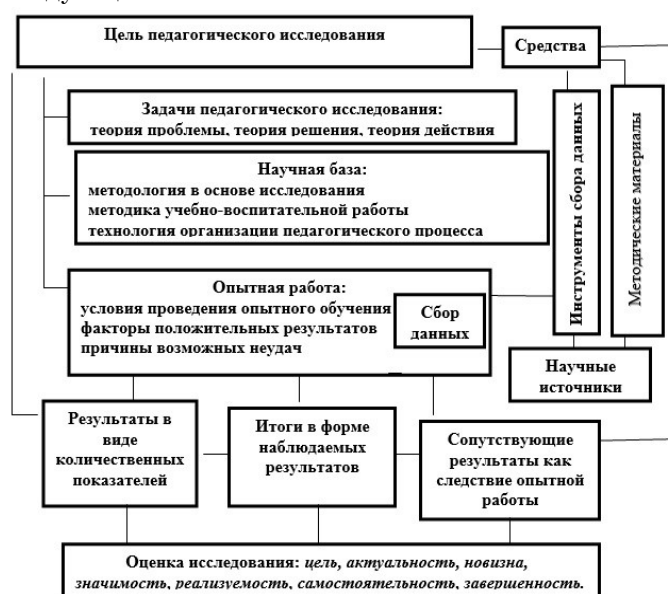 Цель педагогического исследования
Средства
Задачи педагогического исследования:
теория проблемы, теория решения, теория действия
Научная база:
методология в основе исследования
методика учебно-воспитательной работы
технология организации педагогического процесса
Инструменты сбора данных
Методические материалы
Опытная работа:
условия проведения опытного обучения
факторы положительных результатов
причины возможных неудач
Сбор
данных
Научные
источники
Результаты в
виде
количественных
показателей
Итоги в форме
наблюдаемых
результатов
Сопутствующие
результаты как
следствие опытной
работы
Оценка исследования: цель, актуальность, новизна,
значимость, реализуемость, самостоятельность, завершенность.